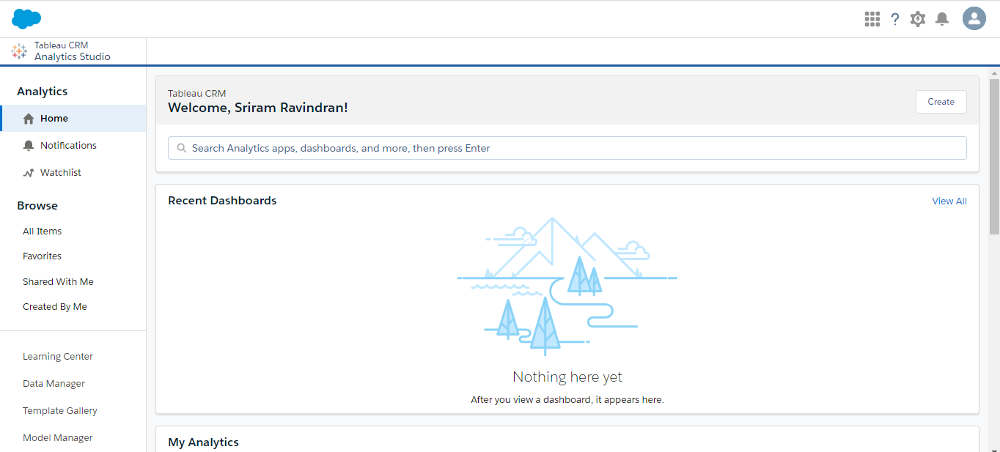 Tableau CRM
Analytics Studio
Analytics
Home
Notifications
Watchlist
Browse
All Items
Favorites
Shared With Me
Created By Me
Learning Center
Data Manager
Template Gallery
Model Manager
Tableau CRM
Welcome, Sriram Ravindran!
Create
Search Analytics apps, dashboards, and more, then press Enter
Recent Dashboards
View All
Nothing here yet
After you view a dashboard, it appears here.
My Analytics